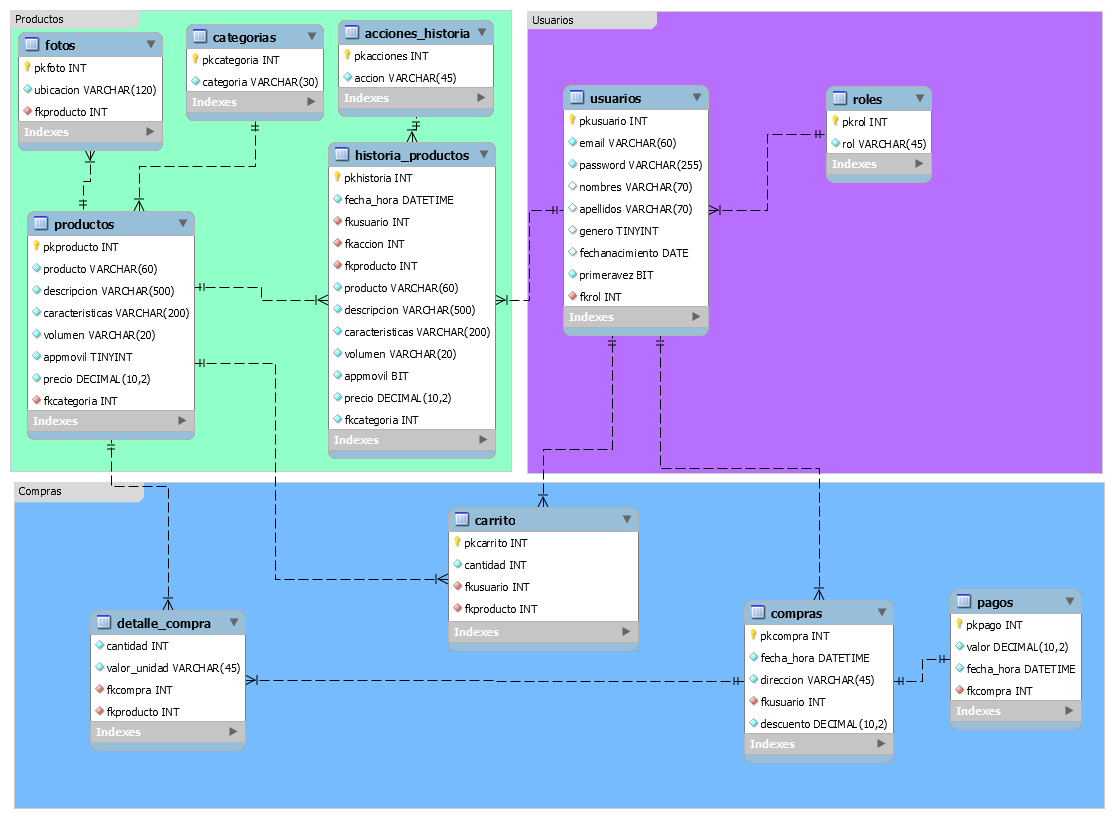 Productos
fotos
pkfoto INT
ubicacion VARCHAR(120)
fkproducto INT
Indexes
categorias
pkcategoria INT
categoria VARCHAR(30)
Indexes
acciones_historia
pkacciones INT
accion VARCHAR(45)
Indexes
productos
pkproducto INT
producto VARCHAR(60)
descripcion VARCHAR(500)
caracteristicas VARCHAR(200)
volumen VARCHAR(20)
appmovil TINYINT
precio DECIMAL(10,2)
fkcategoria INT
Indexes
historia_productos
pkhistoria INT
fecha_hora DATETIME
fkusuario INT
fkaccion INT
fkproducto INT
producto VARCHAR(60)
descripcion VARCHAR(500)
caracteristicas VARCHAR(200)
volumen VARCHAR(20)
appmovil BIT
precio DECIMAL(10,2)
fkcategoria INT
Indexes
Usuarios
usuarios
pkusuario INT
email VARCHAR(60)
password VARCHAR(255)
nombres VARCHAR(70)
apellidos VARCHAR(70)
genero TINYINT
fechanacimiento DATE
primeravez BIT
fkrol INT
Indexes
roles
pkrol INT
rol VARCHAR(45)
Indexes
Compras
carrito
pkcarrito INT
cantidad INT
fkusuario INT
fkproducto INT
Indexes
detalle_compra
cantidad INT
valor_unidad VARCHAR(45)
fkcompra INT
fkproducto INT
Indexes
compras
pkcompra INT
fecha_hora DATETIME
direccion VARCHAR(45)
fkusuario INT
descuento DECIMAL(10,2)
Indexes
pagos
pkpago INT
valor DECIMAL(10,2)
fecha_hora DATETIME
fkcompra INT
Indexes